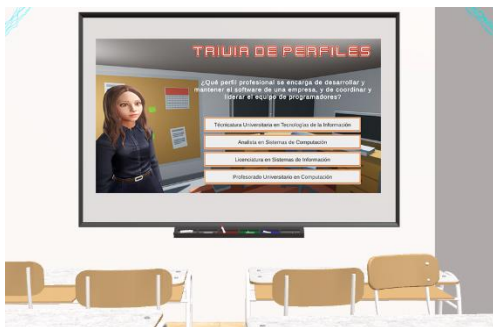 TRIVIA DE PERFILES
¿Qué perfil profesional se encarga de desarrollar y
mantener el software de una empresa, y de coordinar y
liderar el equipo de programadores?
Tecnicatura Universitaria en Tecnologías de la Información
Analista en Sistemas de Computación
Licenciatura en Sistemas de Información
Profesorado Universitario en Computación